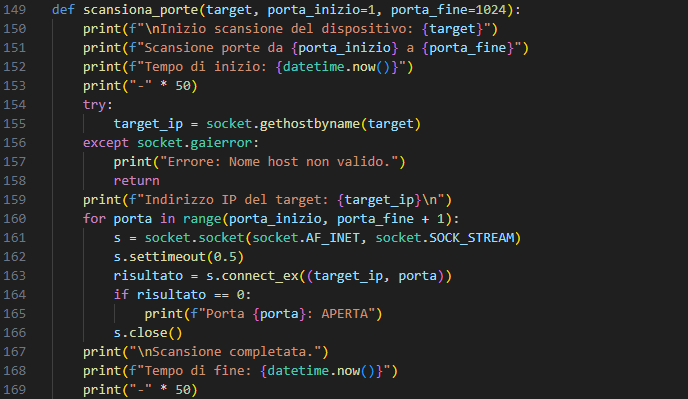 149 def scansiona_porte(target, porta_inizio=1, porta_fine=1024):
150     print(f"\nInizio scansione del dispositivo: {target}")
151     print(f"Scansione porte da {porta_inizio} a {porta_fine}")
152     print(f"Tempo di inizio: {datetime.now()}")
153     print("-" * 50)
154     try:
155         target_ip = socket.gethostbyname(target)
156     except socket.gaierror:
157         print("Errore: Nome host non valido.")
158         return
159     print(f"Indirizzo IP del target: {target_ip}\n")
160     for porta in range(porta_inizio, porta_fine + 1):
161         s = socket.socket(socket.AF_INET, socket.SOCK_STREAM)
162         s.settimeout(0.5)
163         risultato = s.connect_ex((target_ip, porta))
164         if risultato == 0:
165             print(f"Porta {porta}: APERTA")
166         s.close()
167     print("\nScansione completata.")
168     print(f"Tempo di fine: {datetime.now()}")
169     print("-" * 50)